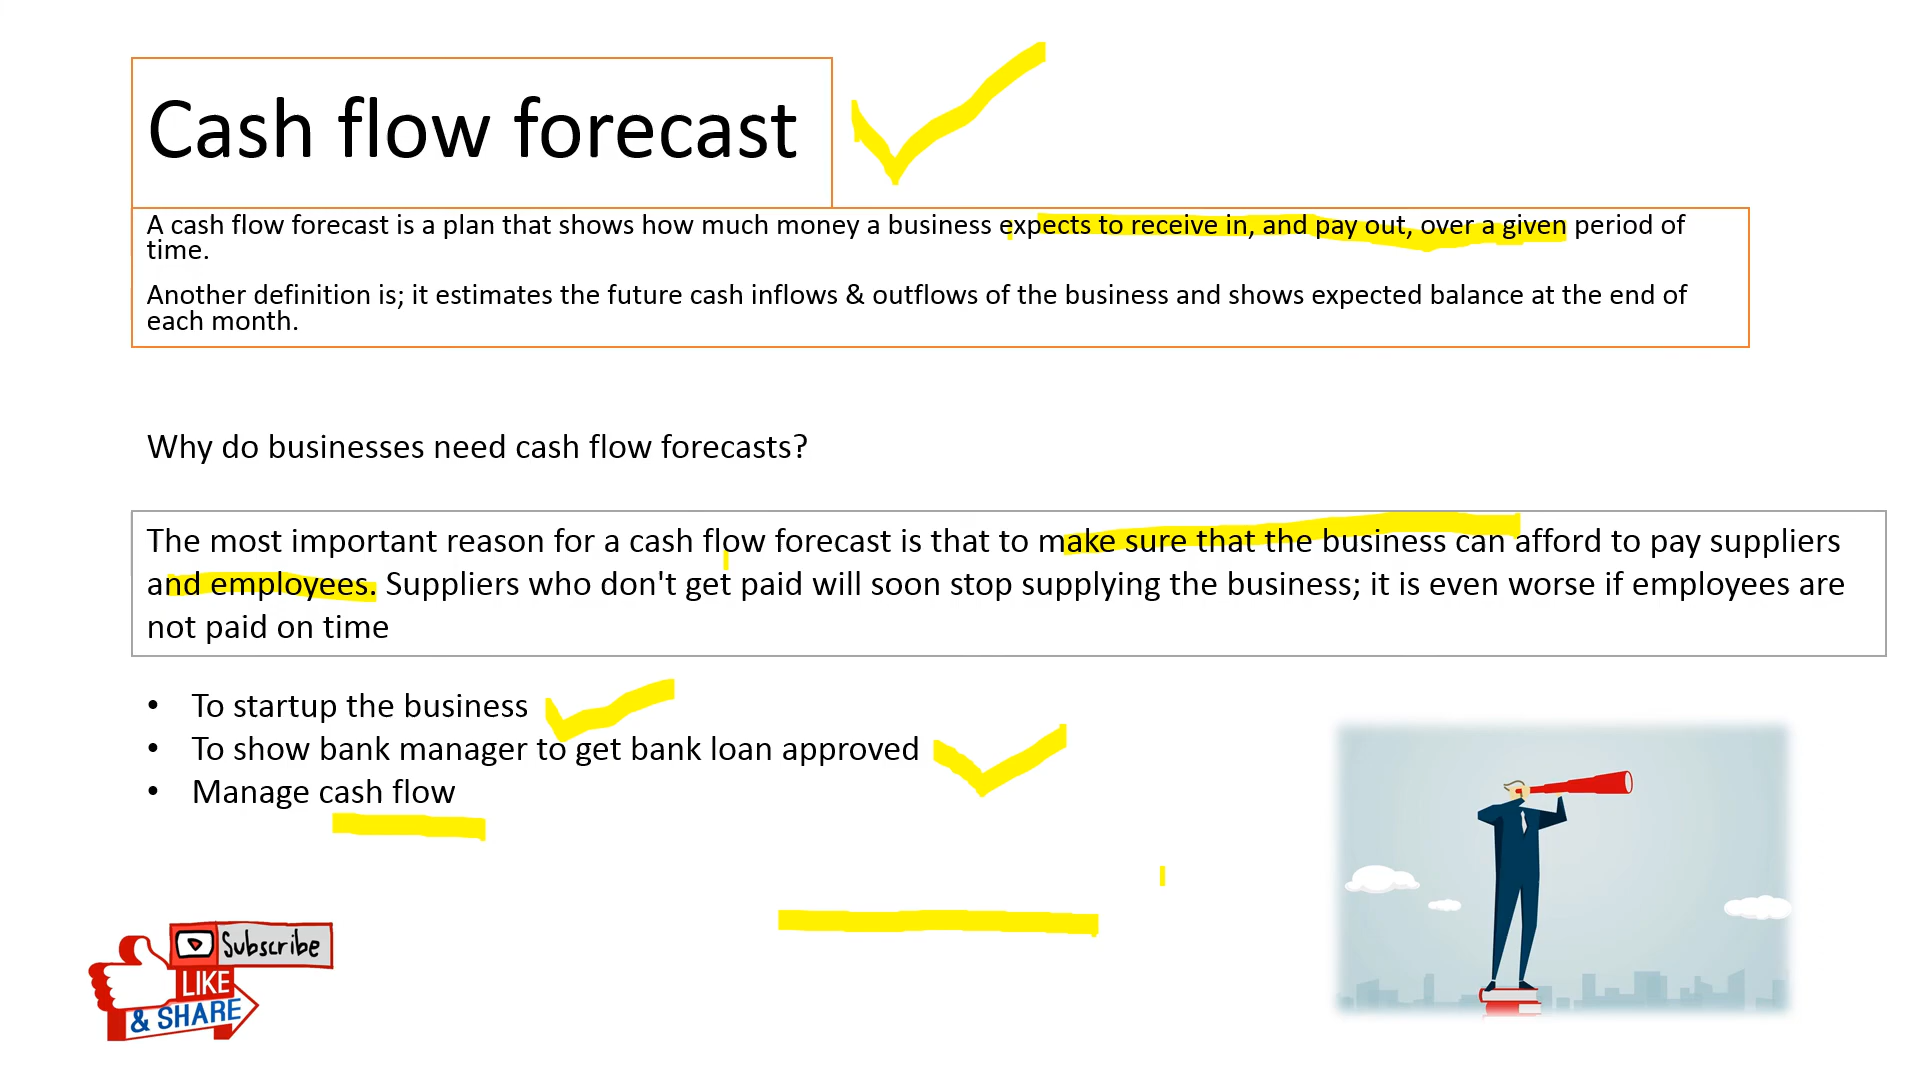 Cash flow forecast
A cash flow forecast is a plan that shows how much money a business expects to receive in, and pay out, over a given period of
time.
Another definition is; it estimates the future cash inflows & outflows of the business and shows expected balance at the end of
each month.
Why do businesses need cash flow forecasts?
The most important reason for a cash flow forecast is that to make sure that the business can afford to pay suppliers
and employees. Suppliers who don't get paid will soon stop supplying the business; it is even worse if employees are
not paid on time
• To startup the business
• To show bank manager to get bank loan approved
• Manage cash flow
Subscribe
LIKE
& SHARE